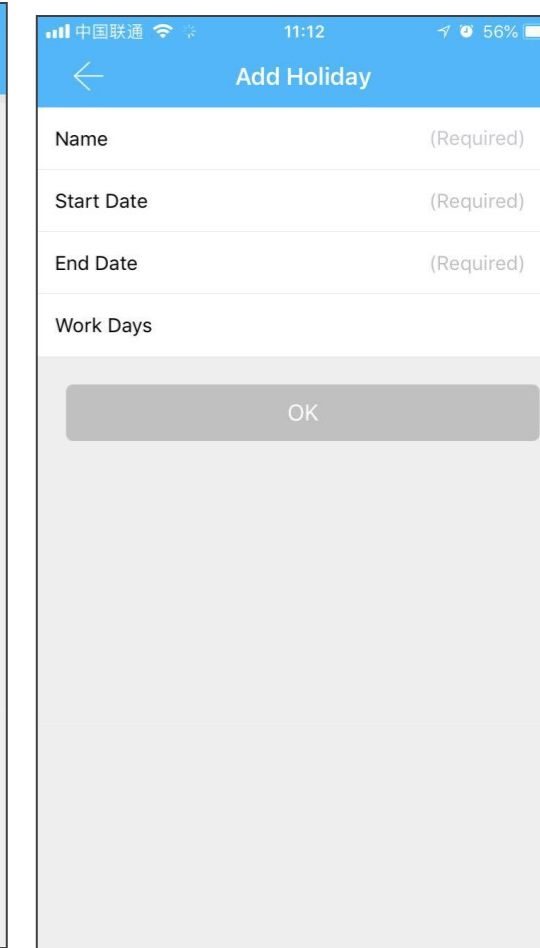 中国联通 11:12 56%
Add Holiday
Name (Required)
Start Date (Required)
End Date (Required)
Work Days
OK